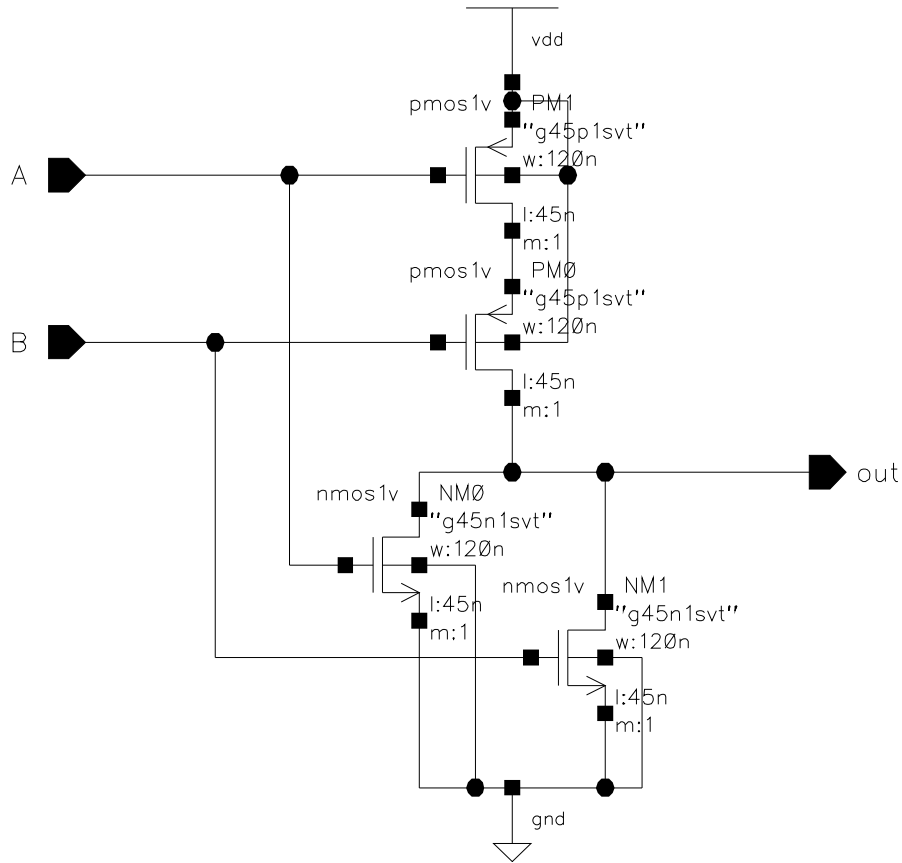 vdd
pmos1v PM1
"g45p1svt"
w:120n
A
l:45n
m:1
pmos1v PM0
"g45p1svt"
w:120n
B
l:45n
m:1
out
nmos1v NM0
"g45n1svt"
w:120n
nmos1v NM1
l:45n
"g45n1svt"
m:1
w:120n
l:45n
m:1
gnd